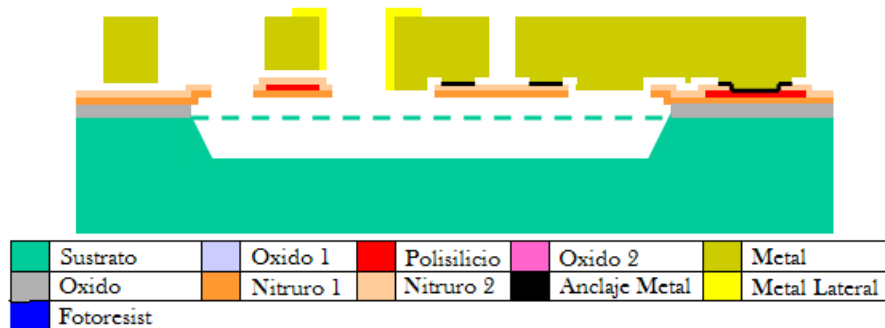 Sustrato Oxido 1 Polisilicio Oxido 2 Metal
Oxido Nitruro 1 Nitruro 2 Anclaje Metal Metal Lateral
Fotoresist